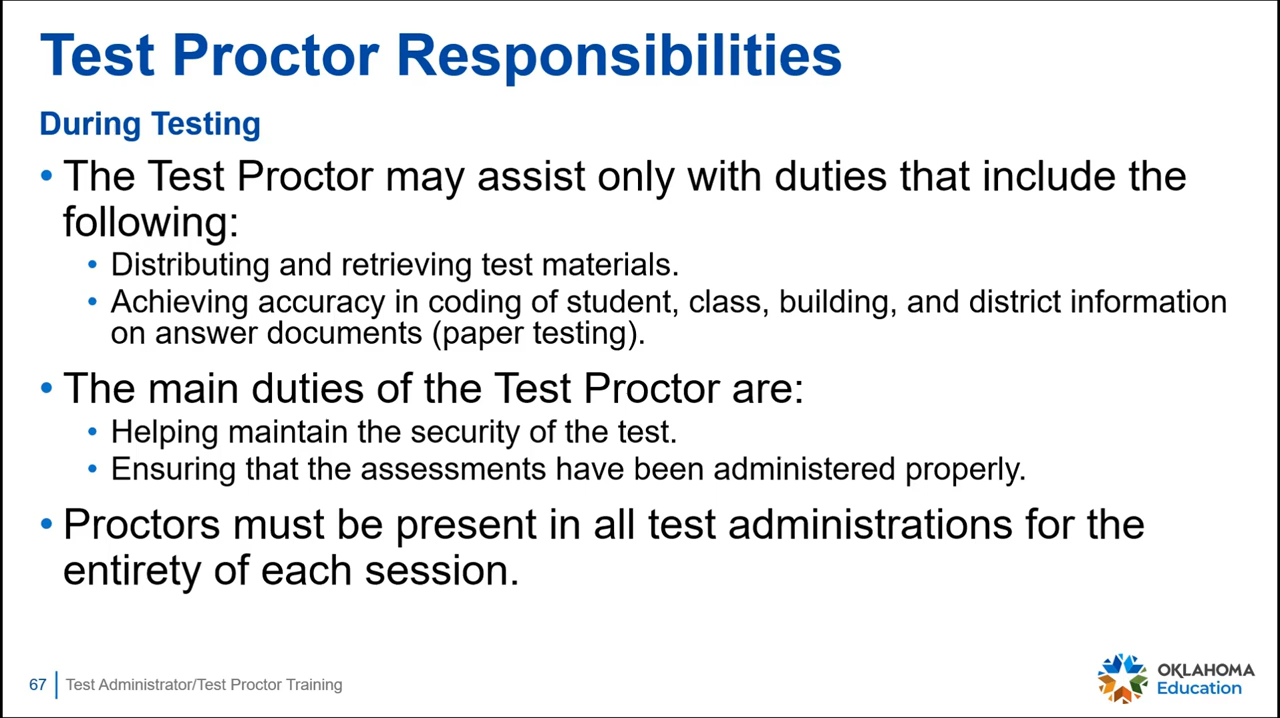 Test Proctor Responsibilities
During Testing
• The Test Proctor may assist only with duties that include the
following:
• Distributing and retrieving test materials.
• Achieving accuracy in coding of student, class, building, and district information
on answer documents (paper testing).
• The main duties of the Test Proctor are:
• Helping maintain the security of the test.
• Ensuring that the assessments have been administered properly.
• Proctors must be present in all test administrations for the
entirety of each session.
67 | Test Administrator/Test Proctor Training
OKLAHOMA
Education